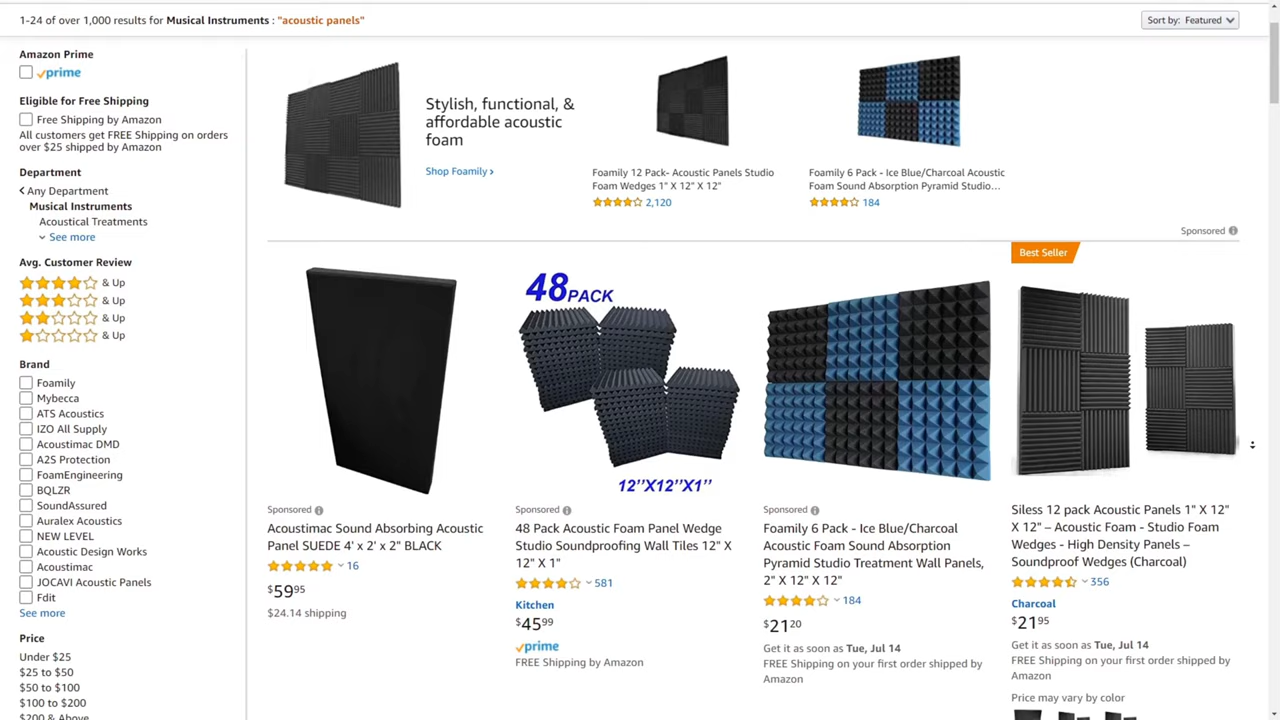 1-24 of over 1,000 results for Musical Instruments : "acoustic panels"
Sort by: Featured
Amazon Prime
prime
Eligible for Free Shipping
Free Shipping by Amazon
All customers get FREE Shipping on orders
over $25 shipped by Amazon
Department
Any Department
Musical Instruments
Acoustical Treatments
See more
Avg. Customer Review
& Up
& Up
& Up
& Up
Brand
Foamily
Mybecca
ATS Acoustics
IZO All Supply
Acoustimac DMD
A2S Protection
FoamEngineering
BQLZR
SoundAssured
Auralex Acoustics
NEW LEVEL
Acoustic Design Works
Acoustimac
JOCAVI Acoustic Panels
Fdit
See more
Price
Under $25
$25 to $50
$50 to $100
$100 to $200
$200 & Above
Stylish, functional, &
affordable acoustic
foam
Shop Foamily ›
Foamily 12 Pack- Acoustic Panels Studio
Foam Wedges 1" X 12" X 12"
2,120
Foamily 6 Pack - Ice Blue/Charcoal Acoustic
Foam Sound Absorption Pyramid Studio…
184
Sponsored
Sponsored
Acoustimac Sound Absorbing Acoustic
Panel SUEDE 4' x 2' x 2" BLACK
16
$59 95
$24.14 shipping
48 PACK
12''X12''X1''
Sponsored
48 Pack Acoustic Foam Panel Wedge
Studio Soundproofing Wall Tiles 12" X
12" X 1"
581
Kitchen
$45 99
prime
FREE Shipping by Amazon
Sponsored
Foamily 6 Pack - Ice Blue/Charcoal
Acoustic Foam Sound Absorption
Pyramid Studio Treatment Wall Panels,
2" X 12" X 12"
184
$21 20
Get it as soon as Tue, Jul 14
FREE Shipping on your first order shipped by
Amazon
Best Seller
Siless 12 pack Acoustic Panels 1" X 12"
X 12" – Acoustic Foam - Studio Foam
Wedges - High Density Panels –
Soundproof Wedges (Charcoal)
356
Charcoal
$21 95
Get it as soon as Tue, Jul 14
FREE Shipping on your first order shipped by
Amazon
Price may vary by color